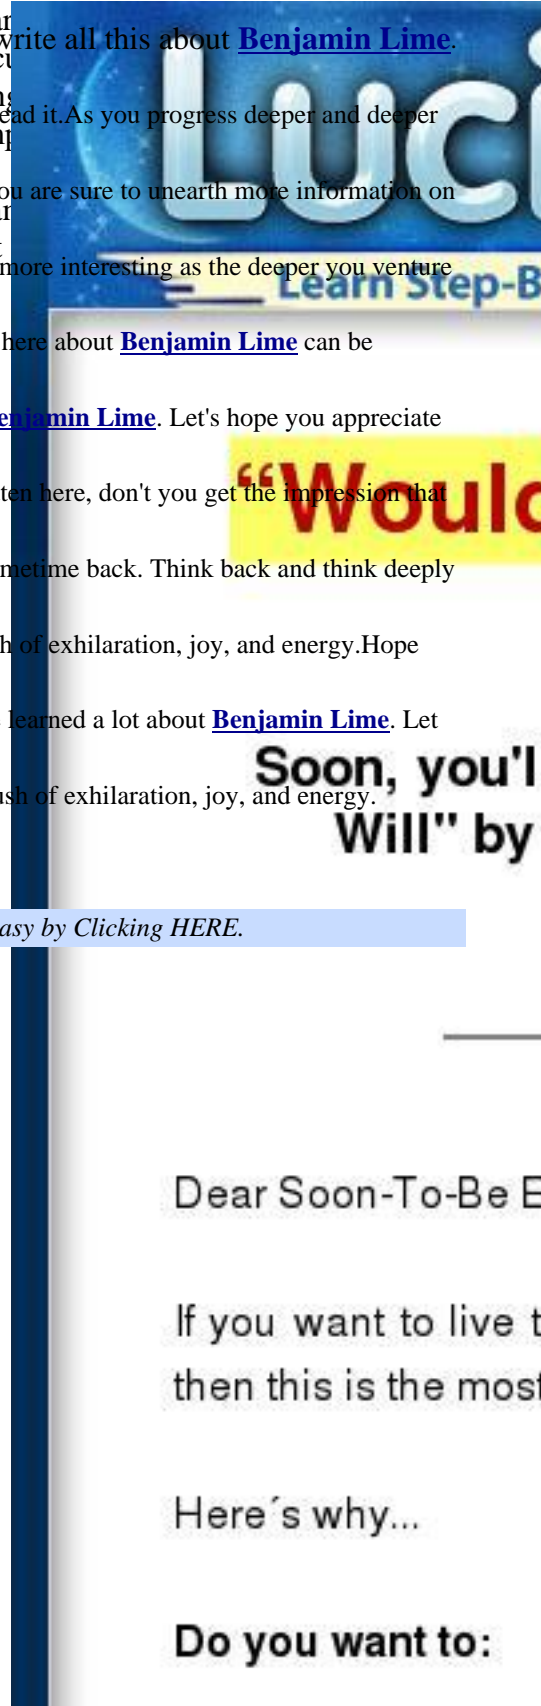 write all this about Benjamin Lime.
ead it.As you progress deeper and deeper
Luci
ou are sure to unearth more information on
more interesting as the deeper you venture
Learn Step-B
here about Benjamin Lime can be
enjamin Lime. Let's hope you appreciate
ten here, don't you get the impression that
“Would
metime back. Think back and think deeply
h of exhilaration, joy, and energy.Hope
learned a lot about Benjamin Lime. Let
Soon, you'l
ush of exhilaration, joy, and energy.
Will" by
asy by Clicking HERE.
Dear Soon-To-Be E
If you want to live t
then this is the most
Here´s why...
Do you want to: